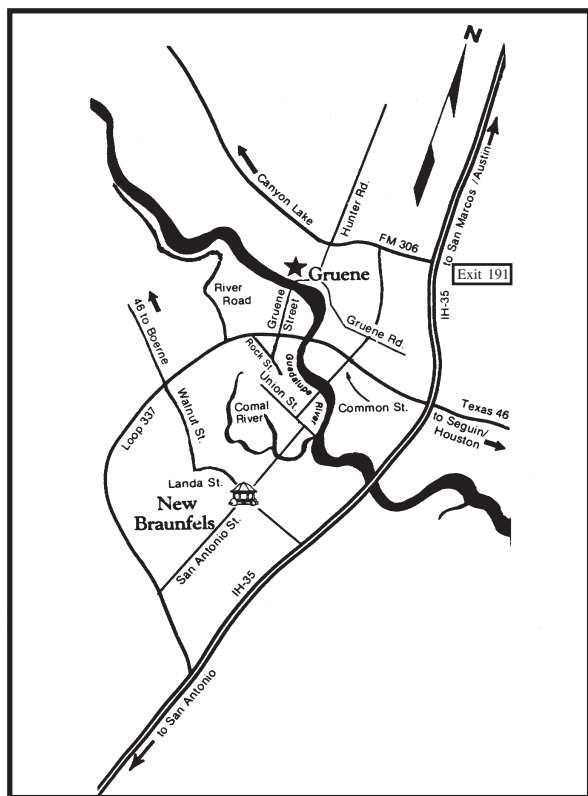 N
to San Marcos /Austin
Canyon Lake
Hunter Rd.
FM 306
Gruene
Exit 191
IH-35
River
Road
Gruene
Street
Gruene Rd.
46 to Boerne
Rock St.
Guadalupe
River
Union St.
Comal
River
Common St.
Texas 46
to Seguin/
Houston
Walnut St.
Loop 337
Landa St.
New
Braunfels
San Antonio St.
IH-35
to San Antonio